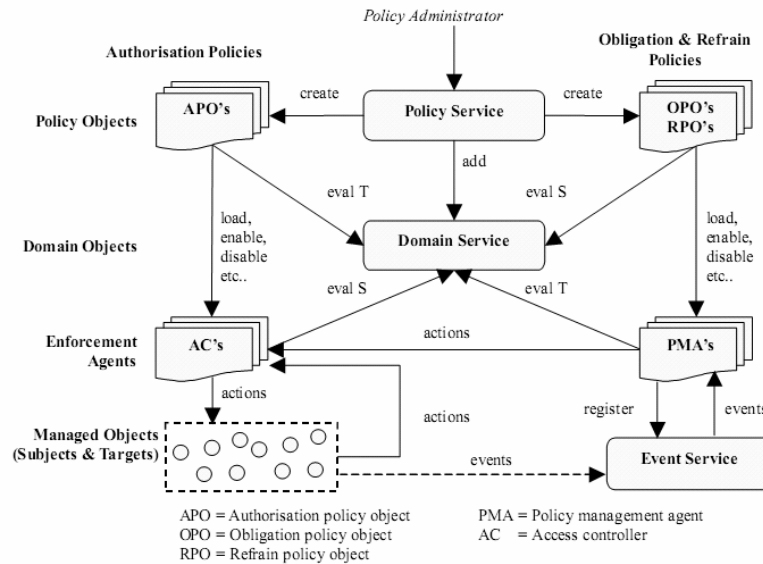 Policy Administrator
Authorisation Policies
Obligation & Refrain
Policies
Policy Objects
APO's
create
Policy Service
create
OPO's
RPO's
add
eval T
eval S
load,
enable,
disable
etc..
Domain Objects
Domain Service
load,
enable,
disable
etc..
eval S
eval T
Enforcement
Agents
AC's
actions
PMA's
actions
actions
register
events
Managed Objects
(Subjects & Targets)
events
Event Service
APO = Authorisation policy object
OPO = Obligation policy object
RPO = Refrain policy object
PMA = Policy management agent
AC = Access controller